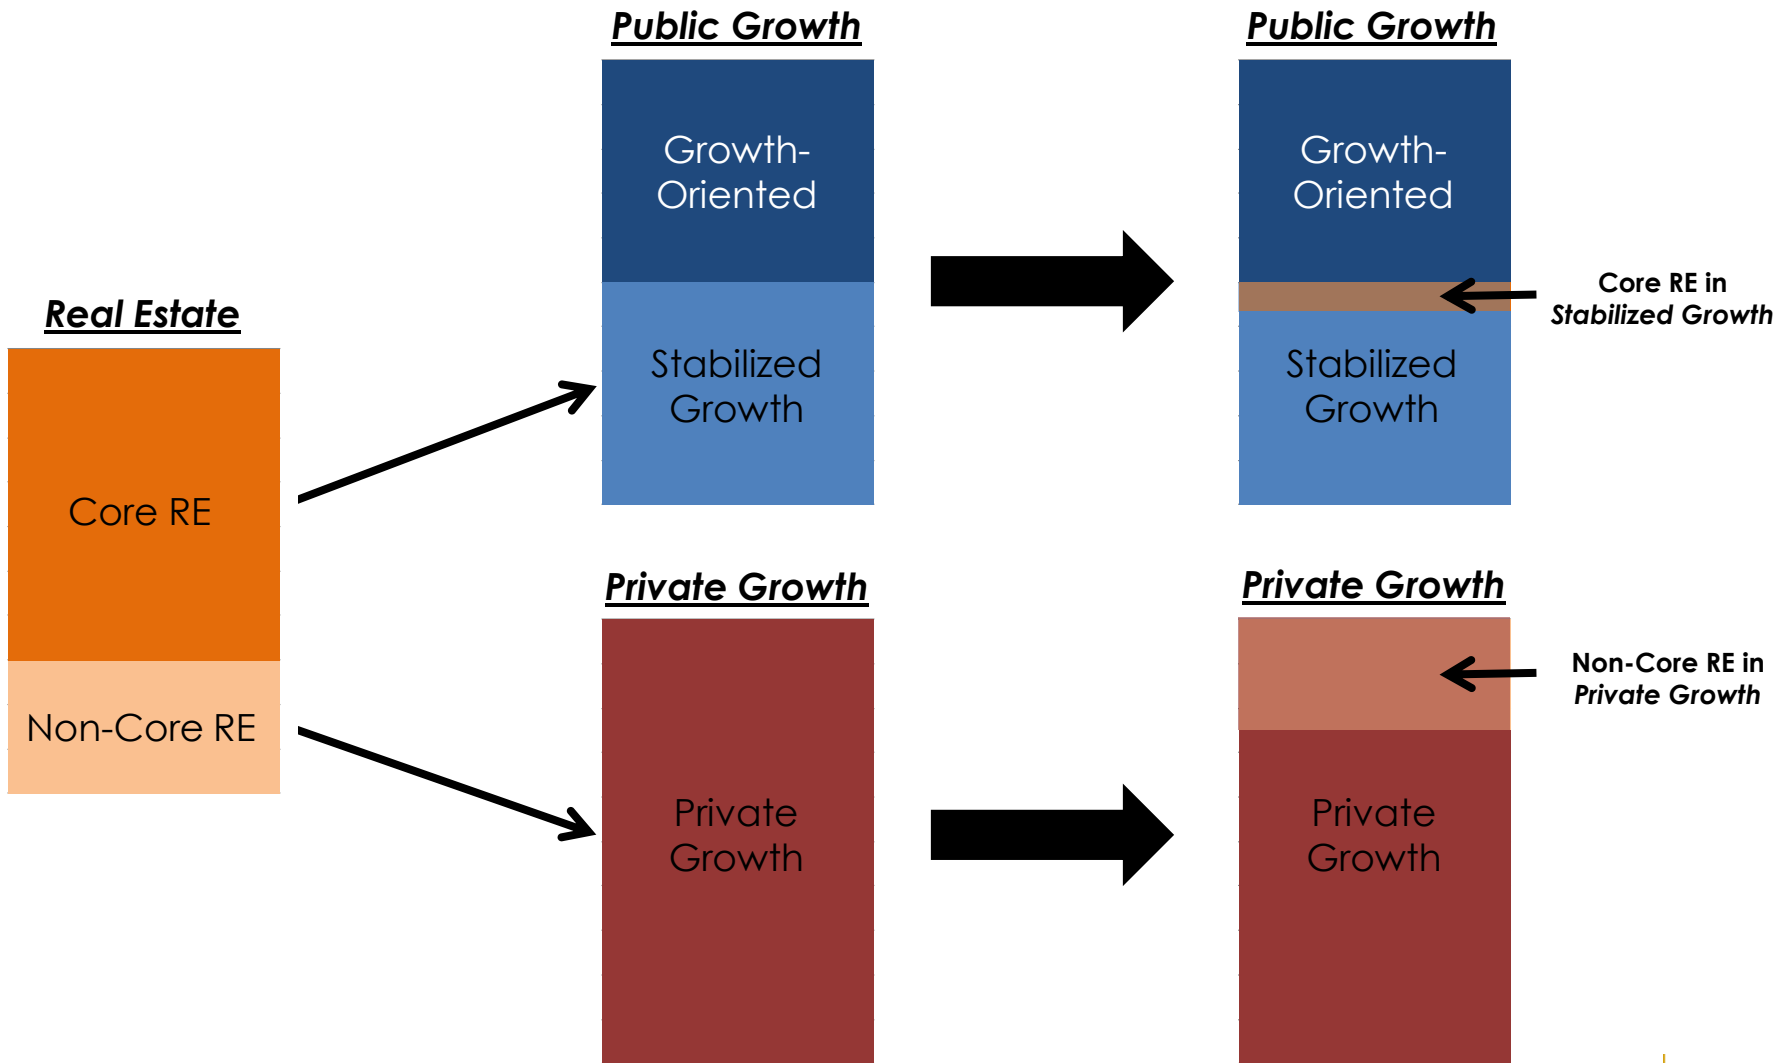 Public Growth
Growth-
Oriented
Stabilized
Growth
Public Growth
Growth-
Oriented
Stabilized
Growth
Core RE in
Stabilized Growth
Real Estate
Core RE
Non-Core RE
Private Growth
Private
Growth
Private Growth
Private
Growth
Non-Core RE in
Private Growth